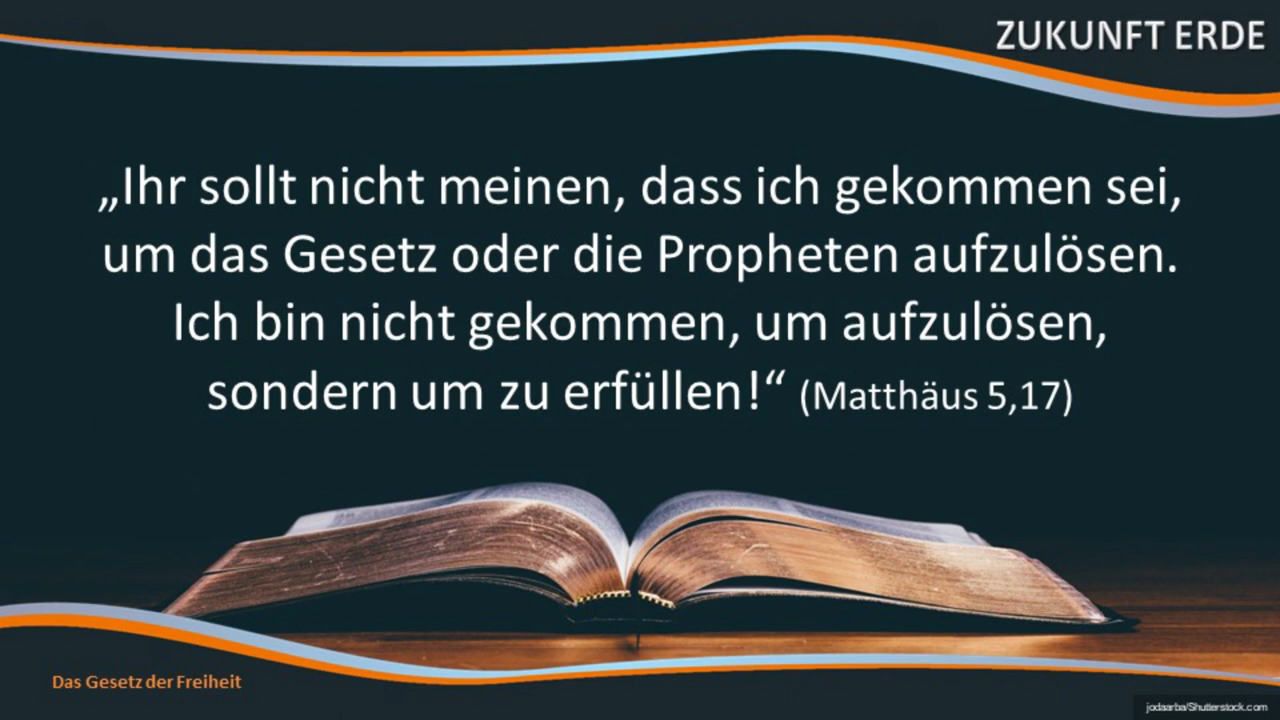 ZUKUNFT ERDE
„Ihr sollt nicht meinen, dass ich gekommen sei,
um das Gesetz oder die Propheten aufzulösen.
Ich bin nicht gekommen, um aufzulösen,
sondern um zu erfüllen!“ (Matthäus 5,17)
Das Gesetz der Freiheit
jodaarba/Shutterstock.com